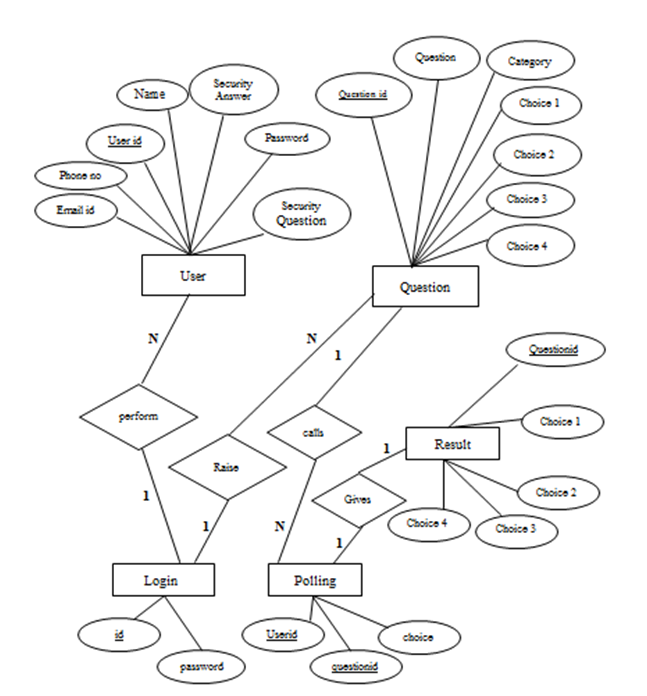 Question
Category
Security
Answer
Name
Question id
Choice 1
User id
Password
Choice 2
Phone no
Choice 3
Email id
Security
Question
Choice 4
User
Question
N
N
1
Questionid
perform
calls
Choice 1
1
Result
Raise
1
Gives
Choice 2
Choice 4
Choice 3
1
N
1
Login
Polling
id
Userid
choice
password
questionid